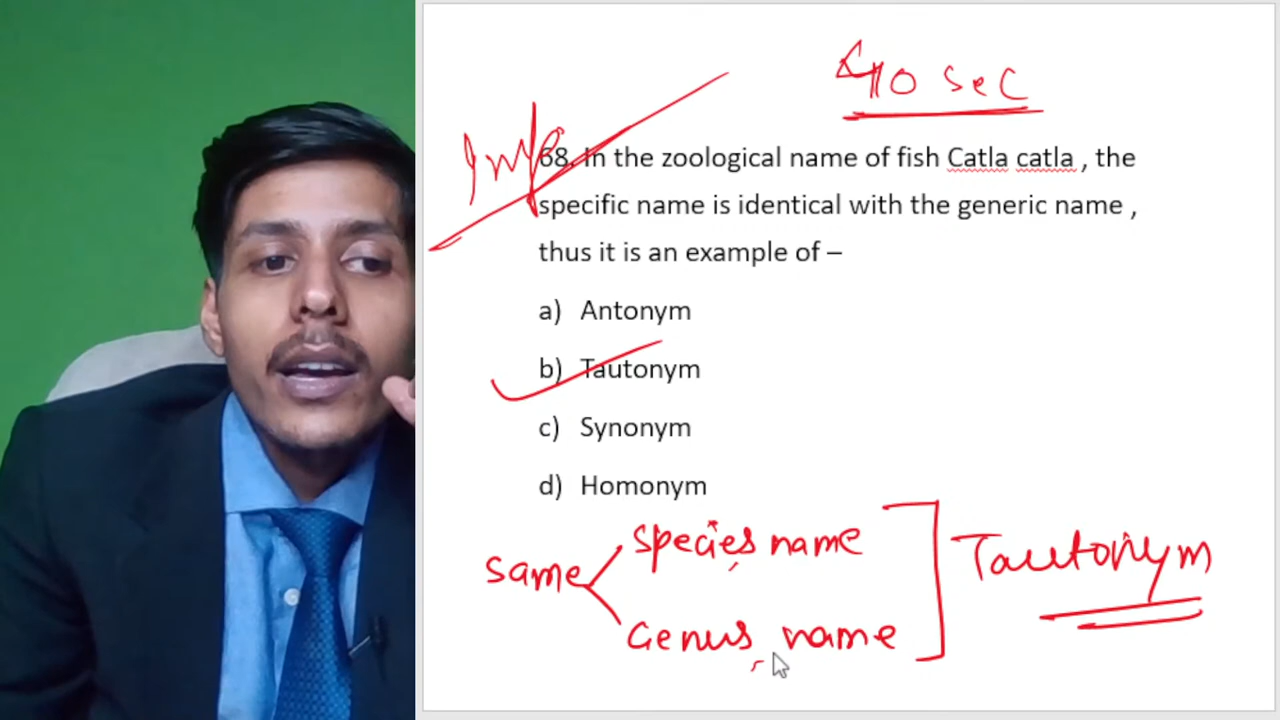 40 sec
Imp
68. In the zoological name of fish Catla catla , the
specific name is identical with the generic name ,
thus it is an example of –
a) Antonym
b) Tautonym
c) Synonym
d) Homonym
same
species name
Genus name
Tautonym